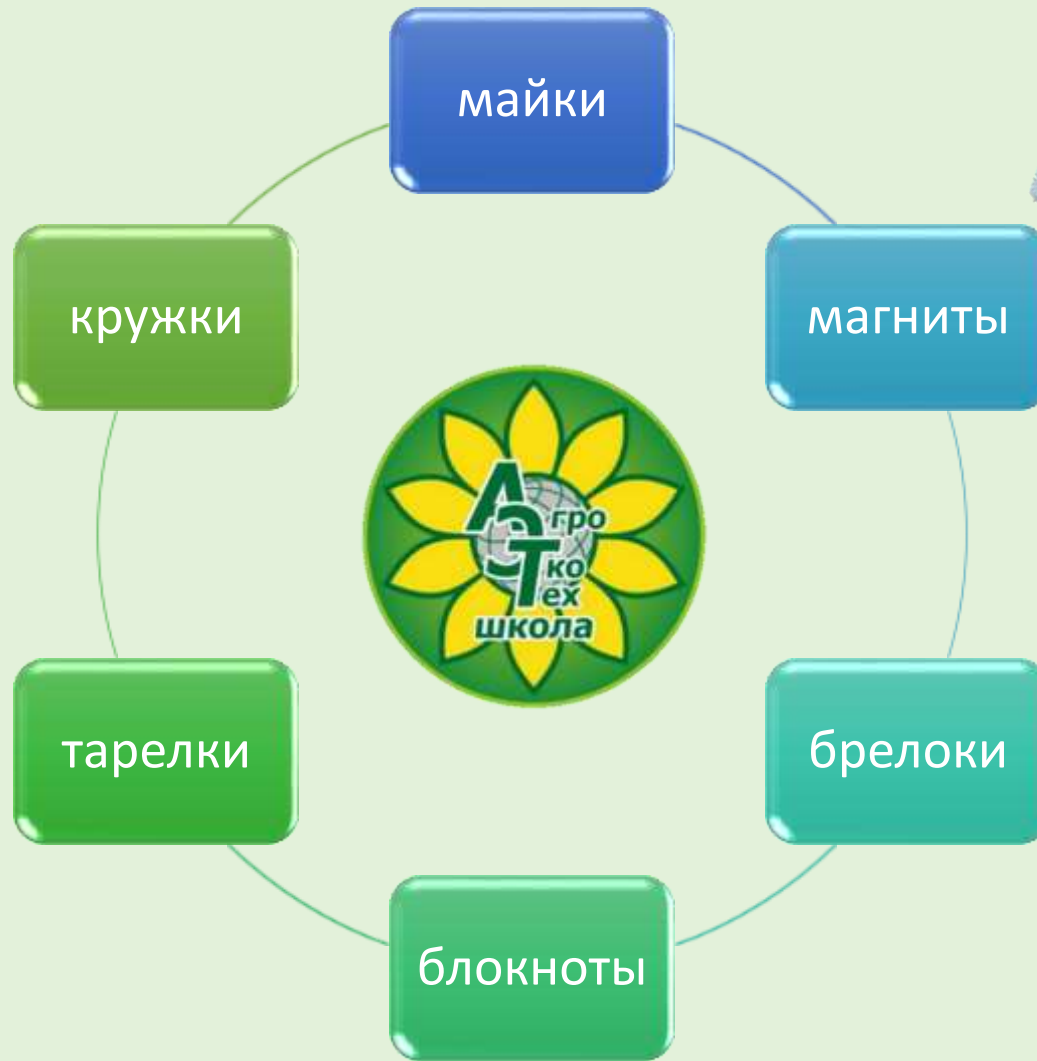 майки
кружки
магниты
Агро
Эко
Тех
школа
тарелки
брелоки
блокноты